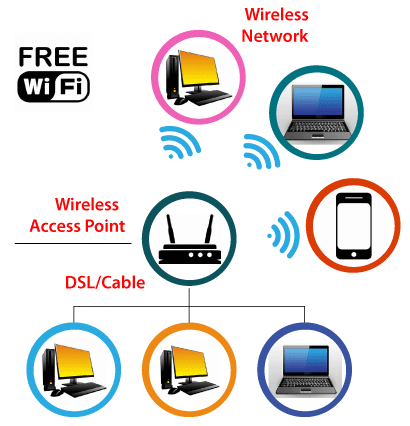 Wireless
Network
FREE
Wi Fi
Wireless
Access Point
DSL/Cable